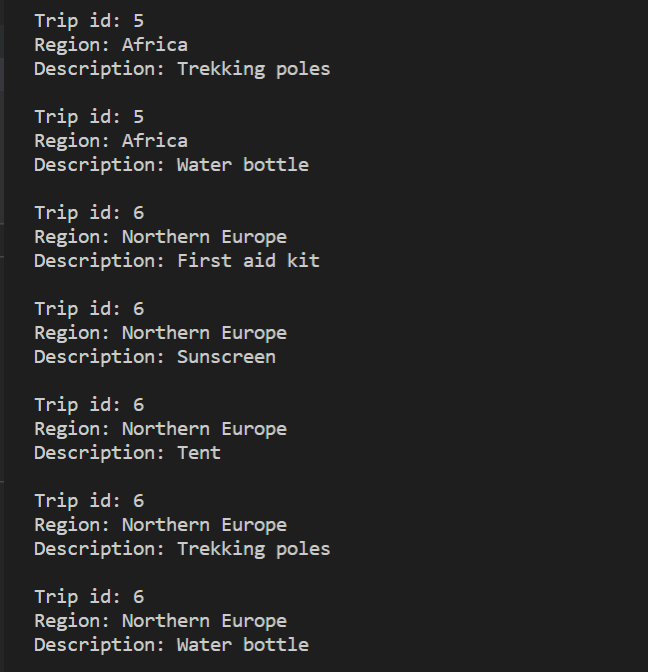 Trip id: 5
Region: Africa
Description: Trekking poles
Trip id: 5
Region: Africa
Description: Water bottle
Trip id: 6
Region: Northern Europe
Description: First aid kit
Trip id: 6
Region: Northern Europe
Description: Sunscreen
Trip id: 6
Region: Northern Europe
Description: Tent
Trip id: 6
Region: Northern Europe
Description: Trekking poles
Trip id: 6
Region: Northern Europe
Description: Water bottle